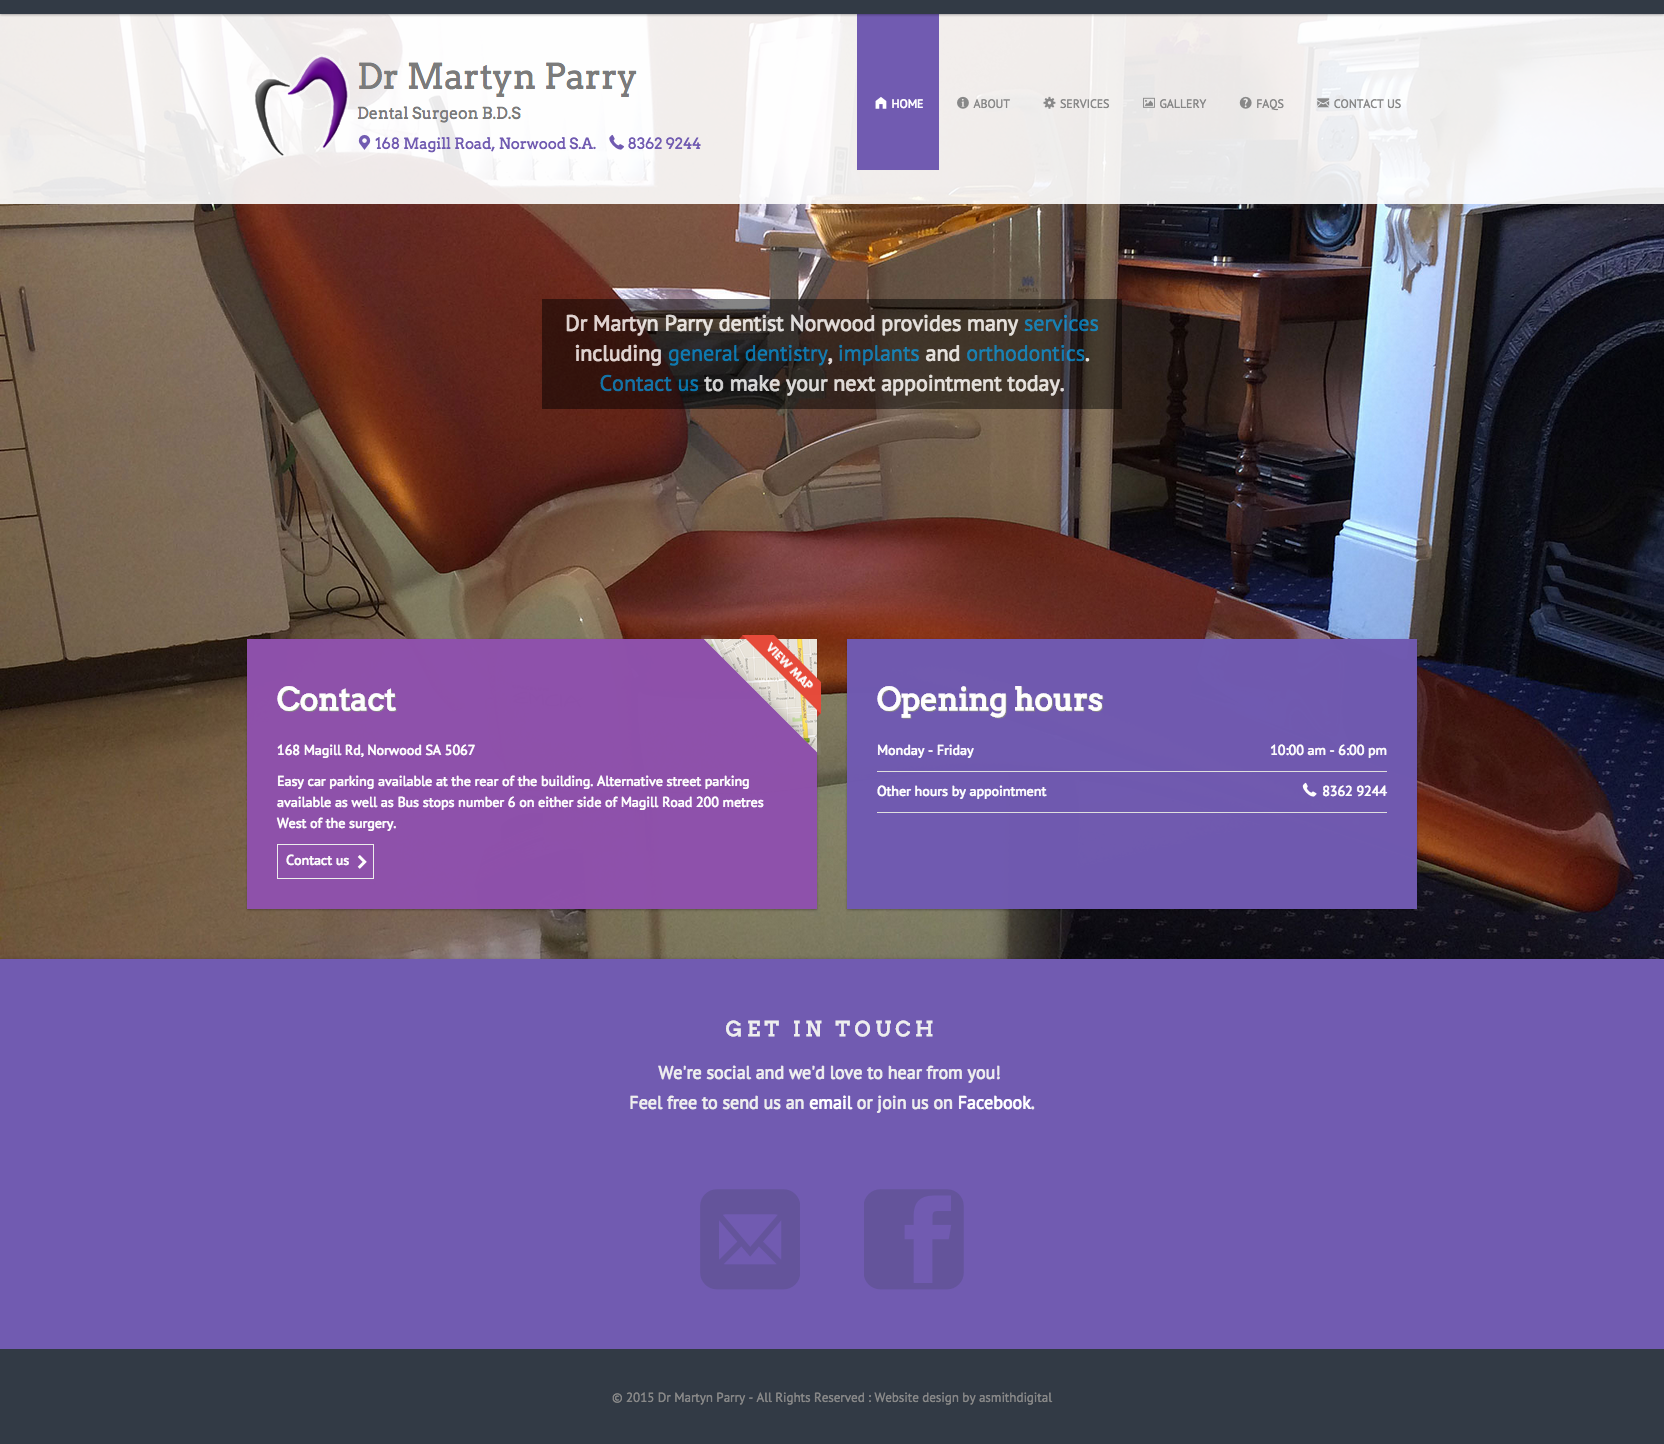 Dr Martyn Parry
Dental Surgeon B.D.S
168 Magill Road, Norwood S.A. 8362 9244
HOME ABOUT SERVICES GALLERY FAQS CONTACT US
Dr Martyn Parry dentist Norwood provides many services
including general dentistry, implants and orthodontics.
Contact us to make your next appointment today.
VIEW MAP
Contact
168 Magill Rd, Norwood SA 5067
Easy car parking available at the rear of the building. Alternative street parking
available as well as Bus stops number 6 on either side of Magill Road 200 metres
West of the surgery.
Contact us
Opening hours
Monday - Friday 10:00 am - 6:00 pm
Other hours by appointment 8362 9244
GET IN TOUCH
We're social and we'd love to hear from you!
Feel free to send us an email or join us on Facebook.
© 2015 Dr Martyn Parry - All Rights Reserved : Website design by asmithdigital